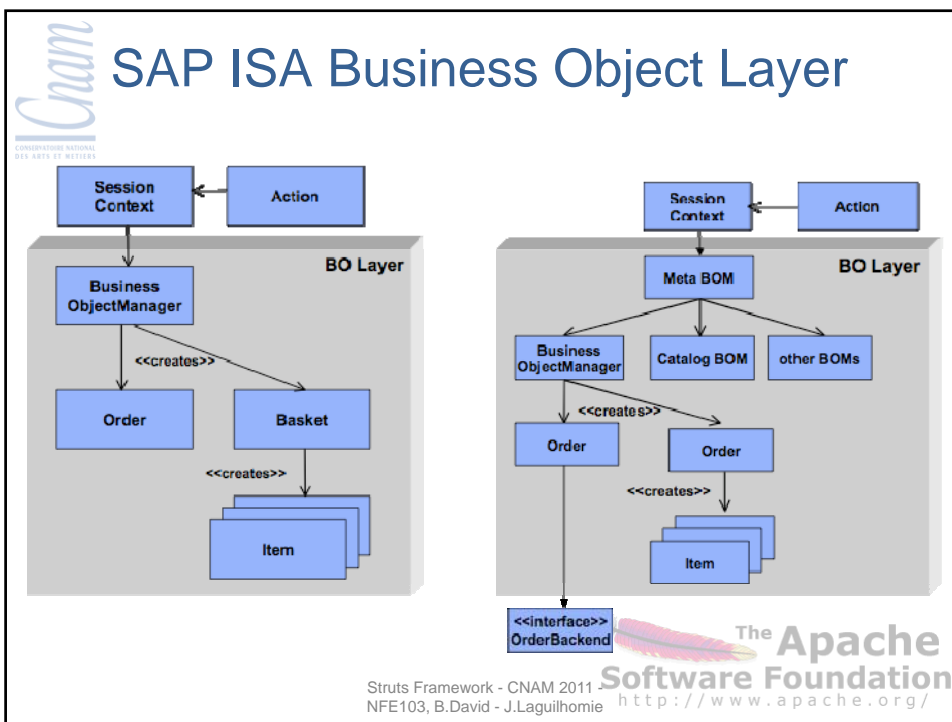 Cnam
CONSERVATOIRE NATIONAL
DES ARTS ET METIERS
SAP ISA Business Object Layer
Session
Context
Action
BO Layer
Business
ObjectManager
<<creates>>
Order
Basket
<<creates>>
Item
Session
Context
Action
BO Layer
Meta BOM
Business
ObjectManager
Catalog BOM
other BOMs
<<creates>>
Order
Order
<<creates>>
Item
<<interface>>
OrderBackend
The Apache
Software Foundation
http://www.apache.org/
Struts Framework - CNAM 2011 -
NFE103, B.David - J.Laguilhomie